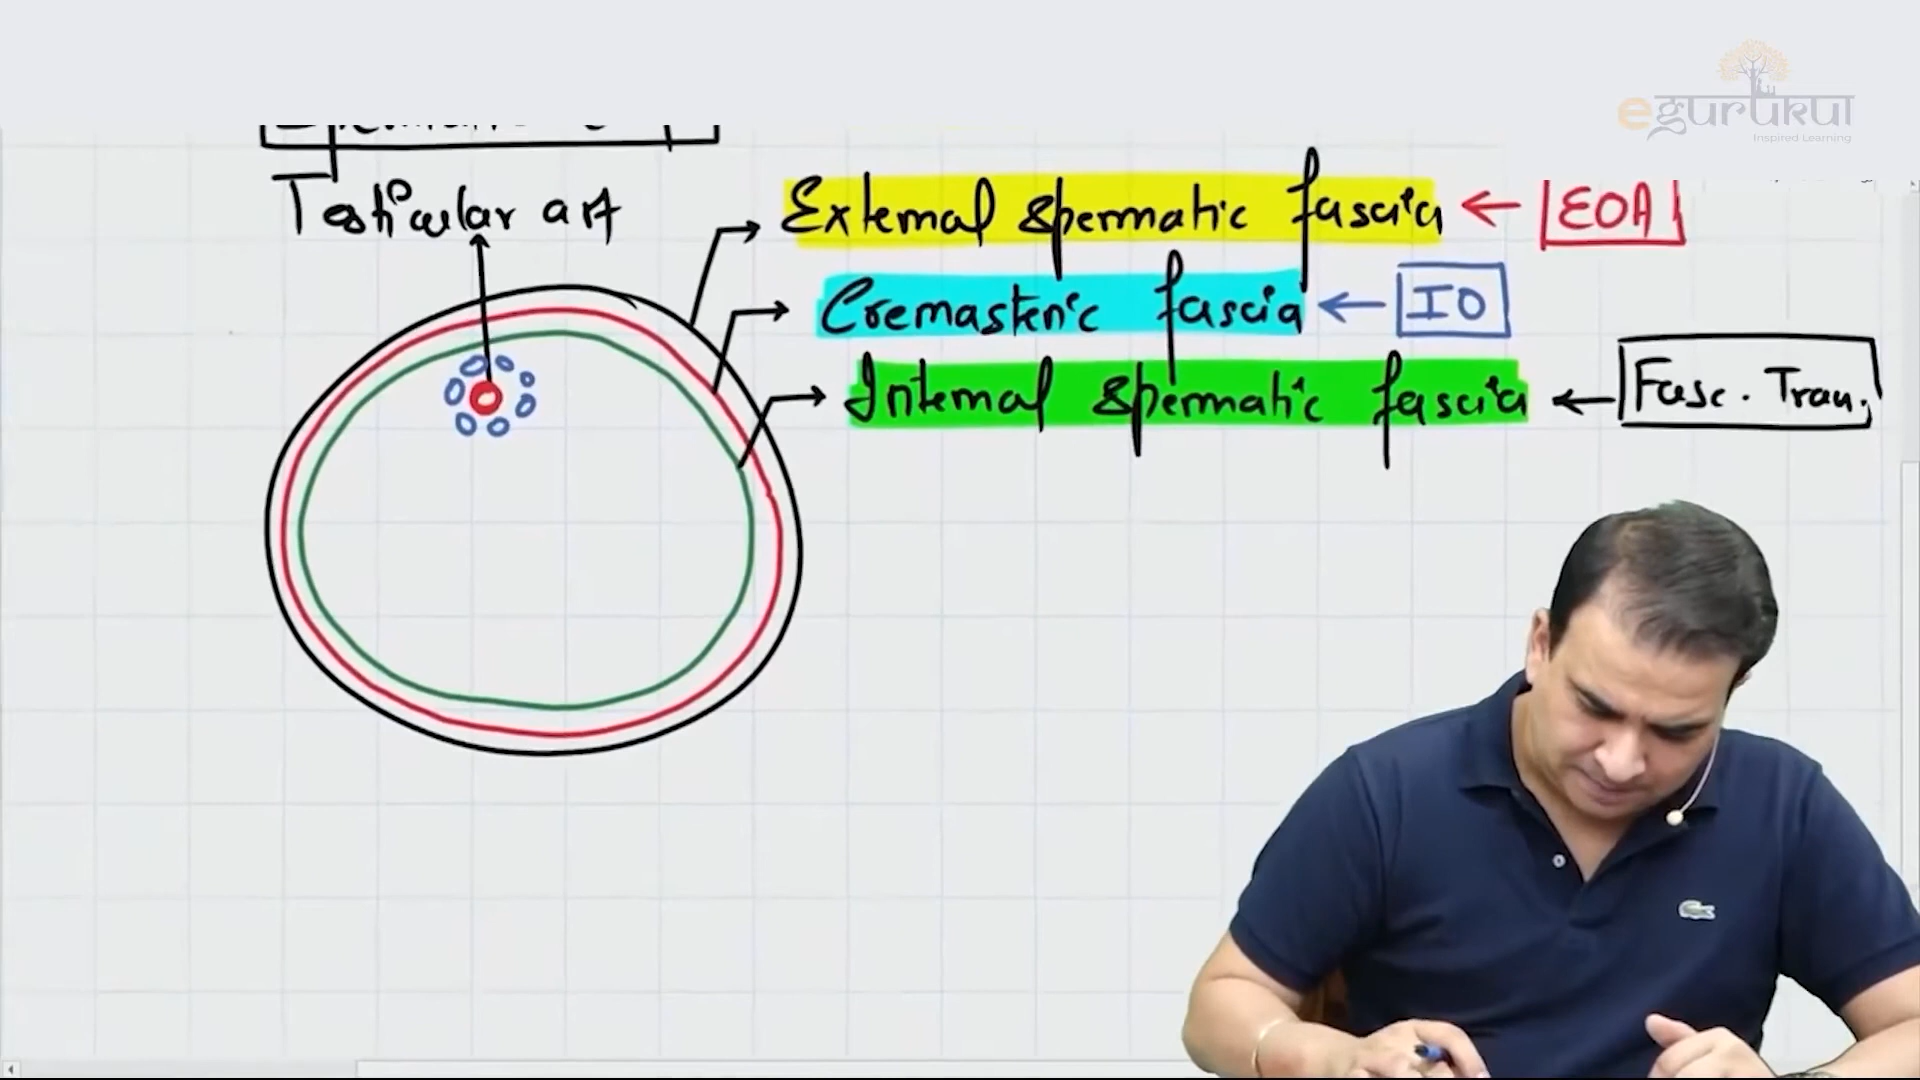 egurukul
Inspired Learning
Testicular art
External spermatic fascia ← EOA
Cremasteric fascia ← IO
Internal spermatic fascia ← Fasc. Tran.